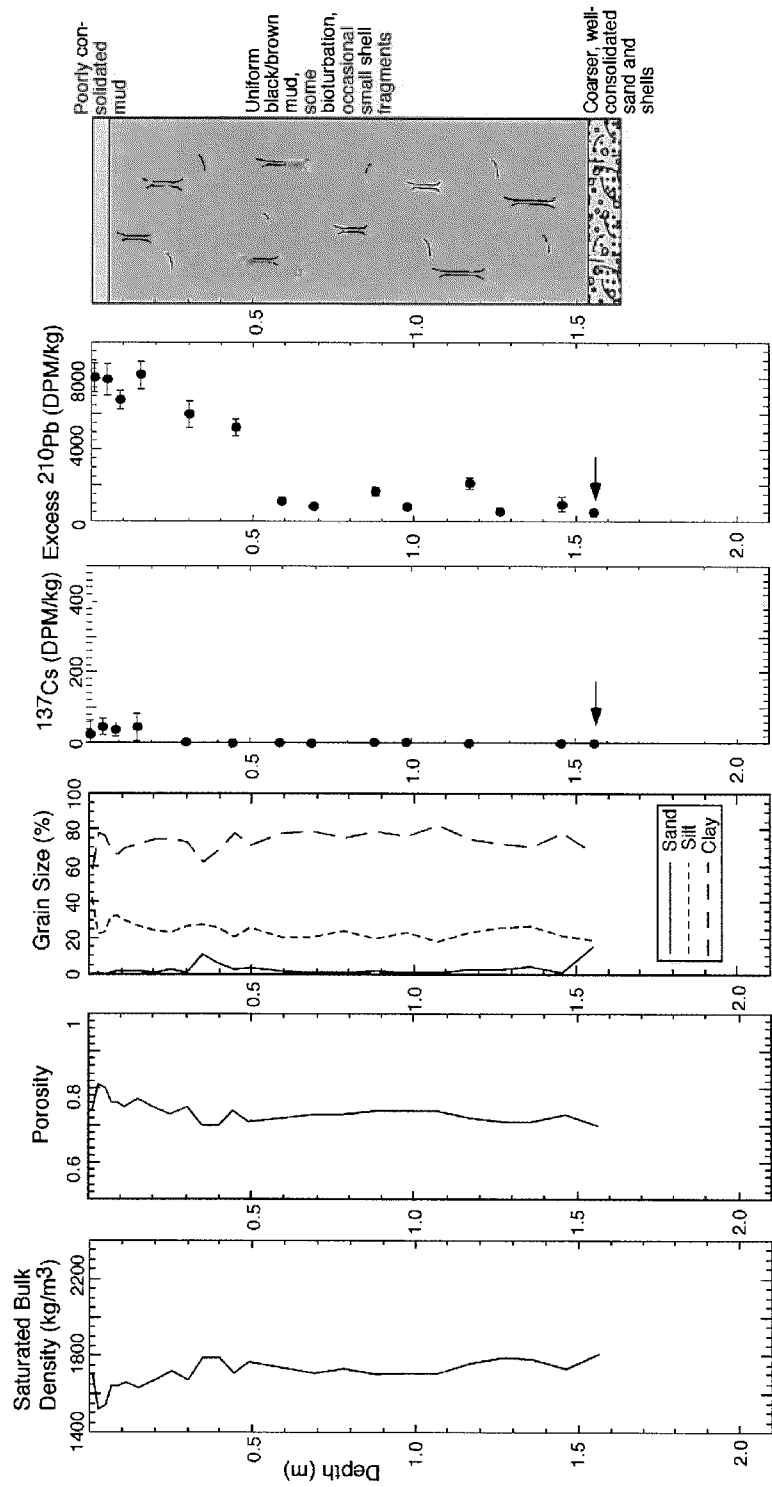 Saturated Bulk
Density (kg/m3)
1400
1800
2200
Depth (m)
0.5
1.0
1.5
2.0
Porosity
0.6
0.8
1
0.5
1.0
1.5
2.0
Grain Size (%)
0
20
40
60
80
100
0.5
1.0
1.5
2.0
Sand
Silt
Clay
137Cs (DPM/kg)
0
200
400
0.5
1.0
1.5
2.0
Excess 210Pb (DPM/kg)
0
4000
8000
0.5
1.0
1.5
2.0
0.5
1.0
1.5
Poorly con-
solidated
mud
Uniform
black/brown
mud,
some
bioturbation,
occasional
small shell
fragments
Coarser, well-
consolidated
sand and
shells